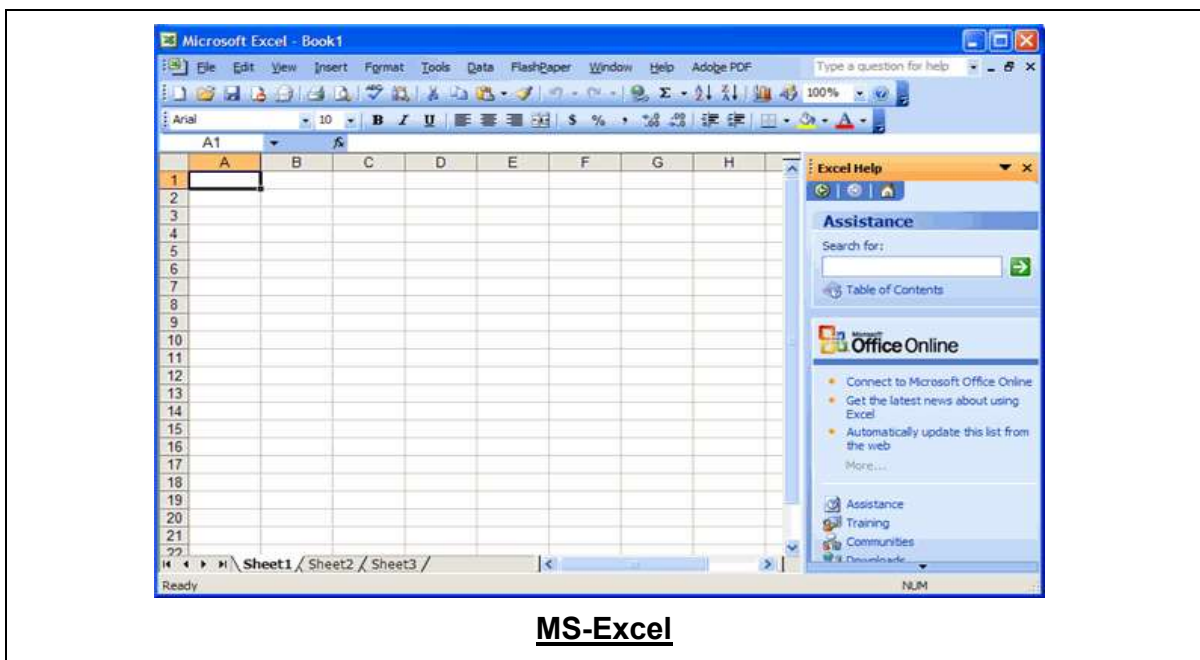 Microsoft Excel - Book1
File Edit View Insert Format Tools Data FlashPaper Window Help Adobe PDF Type a question for help
100%
Arial 10 B I U $ % , A
A1 fx
A B C D E F G H
Excel Help
1
2
3
Assistance
4
5
Search for:
6
7
Table of Contents
8
9
10
Microsoft Office Online
11
12
Connect to Microsoft Office Online
13
Get the latest news about using
14
Excel
15
Automatically update this list from
16
the web
17
More...
18
19
Assistance
20
Training
21
Communities
22
Downloads
Sheet1 / Sheet2 / Sheet3 /
Ready NUM
MS-Excel